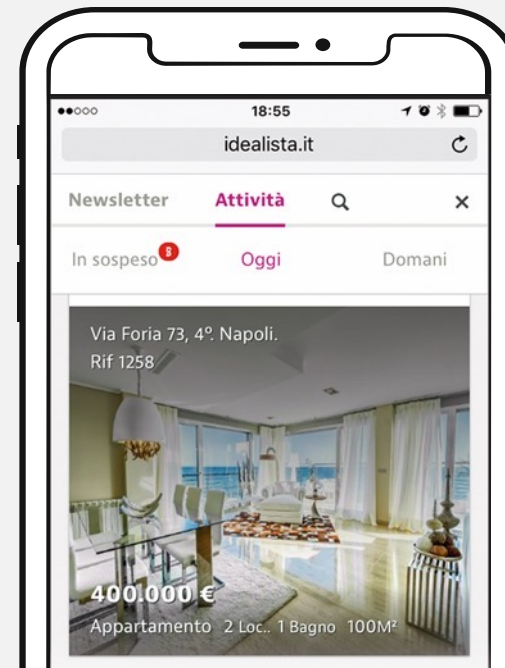 18:55
idealista.it
Newsletter Attività
In sospeso 8 Oggi Domani
Via Foria 73, 4º. Napoli.
Rif 1258
400.000 €
Appartamento 2 Loc.. 1 Bagno 100M²